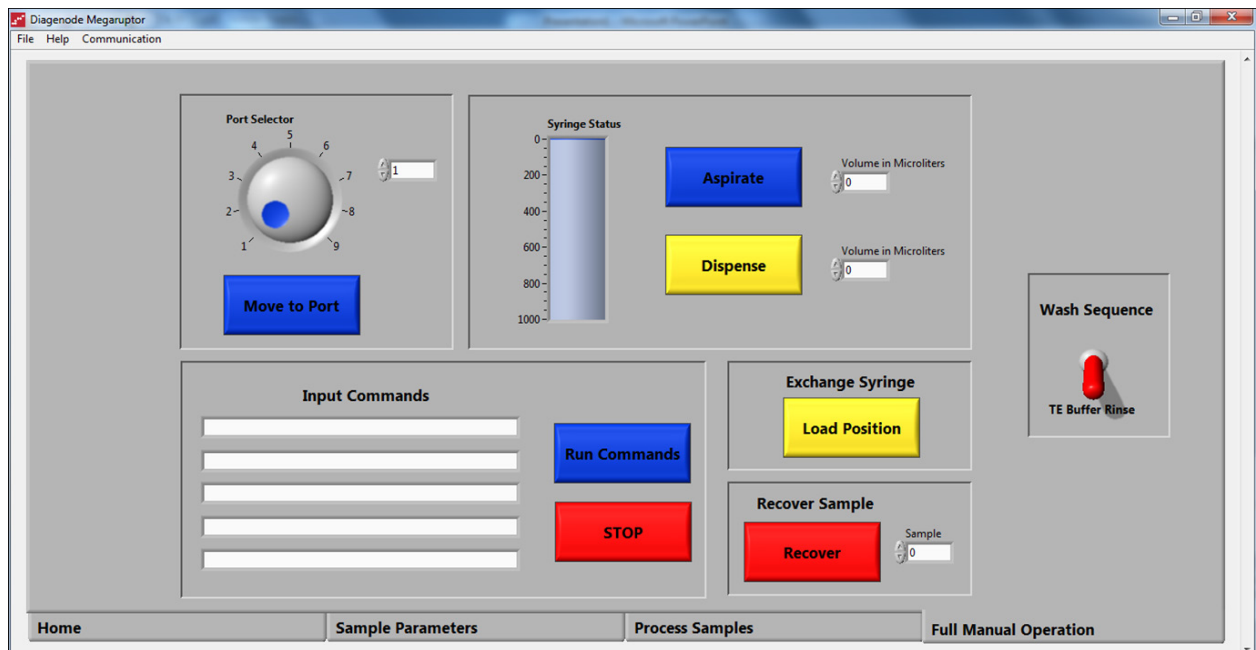 Diagenode Megaruptor
File Help Communication
Port Selector
1 2 3 4 5 6 7 8 9
1
Move to Port
Syringe Status
0
200
400
600
800
1000
Aspirate
Volume in Microliters
0
Dispense
Volume in Microliters
0
Wash Sequence
TE Buffer Rinse
Input Commands
Run Commands
STOP
Exchange Syringe
Load Position
Recover Sample
Recover
Sample
0
Home
Sample Parameters
Process Samples
Full Manual Operation